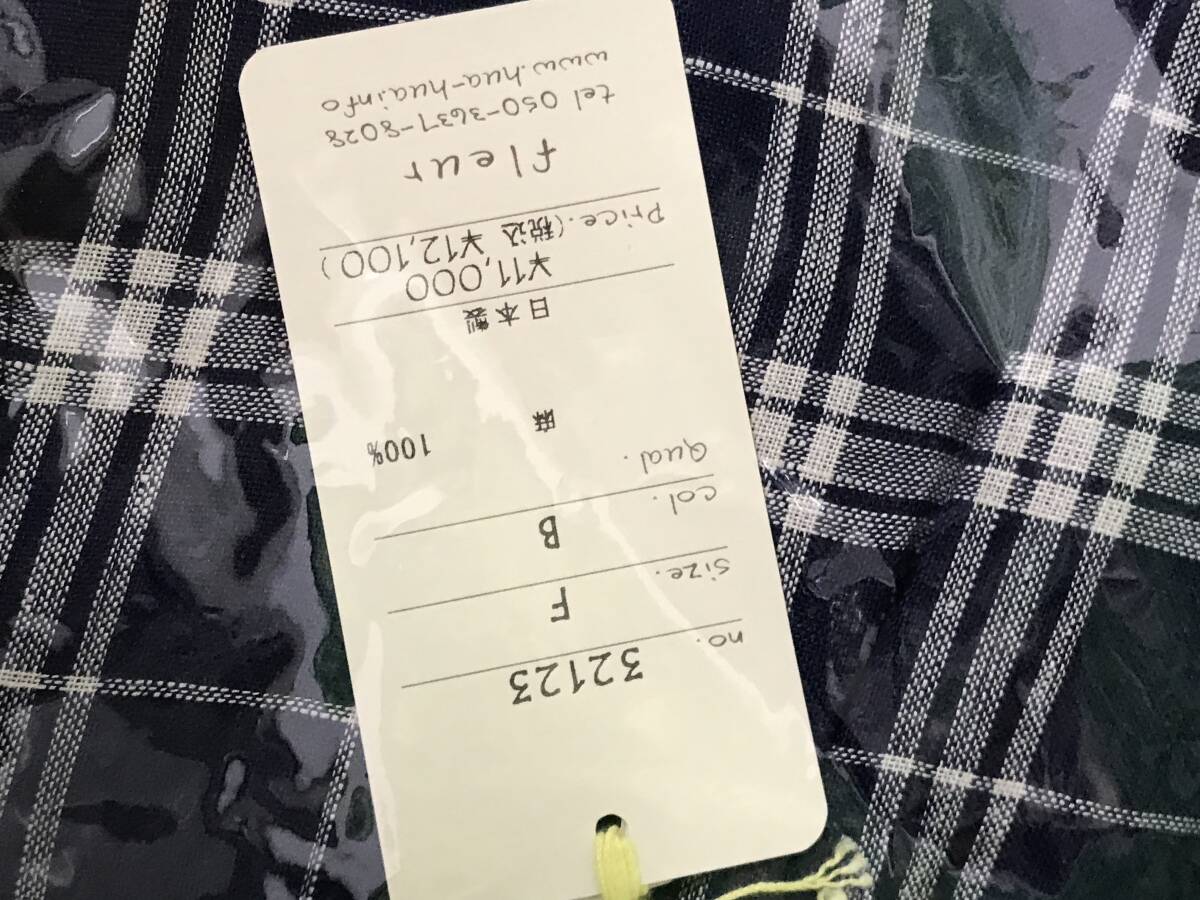 no. 32123
size. F
col. B
Qual.
麻 100%
日本製
¥11,000
Price.(税込 ¥12,100)
fleur
tel 050-3637-8028
www.hua-hua.info